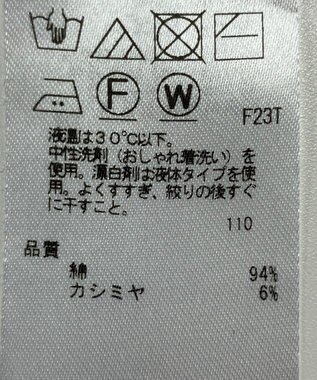 F
W
F23T
液温は30℃以下。
中性洗剤（おしゃれ着洗い）を
使用。漂白剤は液体タイプを使
用。よくすすぎ、絞りの後すぐ
に干すこと。
110
品質
綿 94%
カシミヤ 6%